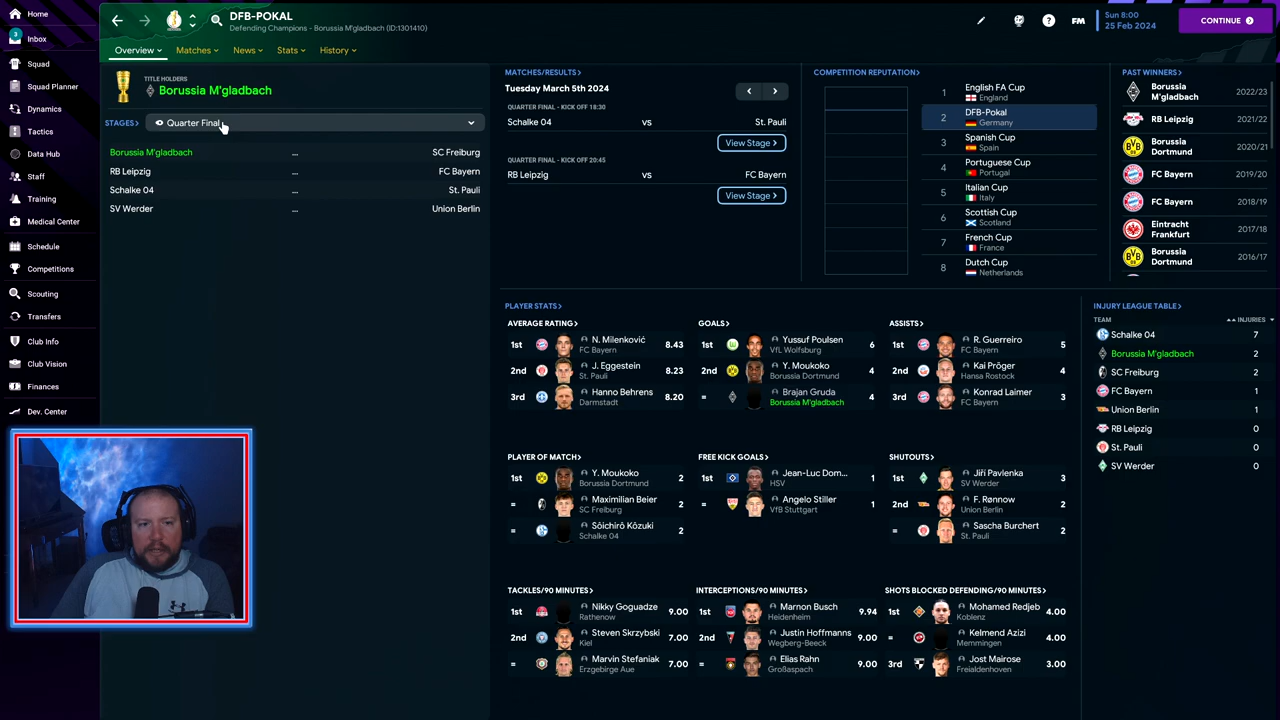 Home
3
Inbox
Squad
Squad Planner
Dynamics
Tactics
Data Hub
Staff
Training
Medical Center
Schedule
Competitions
Scouting
Transfers
Club Info
Club Vision
Finances
Dev. Center
DFB-POKAL
Defending Champions - Borussia M'gladbach (ID:1301410)
FM
Sun 8:00
25 Feb 2024
CONTINUE
Overview
Matches
News
Stats
History
TITLE HOLDERS
Borussia M'gladbach
STAGES>
Quarter Final
Borussia M'gladbach ... SC Freiburg
RB Leipzig ... FC Bayern
Schalke 04 ... St. Pauli
SV Werder ... Union Berlin
MATCHES/RESULTS>
Tuesday March 5th 2024
QUARTER FINAL - KICK OFF 18:30
Schalke 04 vs St. Pauli
View Stage >
QUARTER FINAL - KICK OFF 20:45
RB Leipzig vs FC Bayern
View Stage >
COMPETITION REPUTATION>
1 English FA Cup
England
2 DFB-Pokal
Germany
3 Spanish Cup
Spain
4 Portuguese Cup
Portugal
5 Italian Cup
Italy
6 Scottish Cup
Scotland
7 French Cup
France
8 Dutch Cup
Netherlands
PAST WINNERS>
Borussia M'gladbach 2022/23
RB Leipzig 2021/22
Borussia Dortmund 2020/21
FC Bayern 2019/20
FC Bayern 2018/19
Eintracht Frankfurt 2017/18
Borussia Dortmund 2016/17
PLAYER STATS>
AVERAGE RATING>
1st N. Milenković 8.43
FC Bayern
2nd J. Eggestein 8.23
St. Pauli
3rd Hanno Behrens 8.20
Darmstadt
GOALS>
1st Yussuf Poulsen 6
VfL Wolfsburg
2nd Y. Moukoko 4
Borussia Dortmund
= Brajan Gruda 4
Borussia M'gladbach
ASSISTS>
1st R. Guerreiro 5
FC Bayern
2nd Kai Pröger 4
Hansa Rostock
3rd Konrad Laimer 3
FC Bayern
PLAYER OF MATCH>
1st Y. Moukoko 2
Borussia Dortmund
= Maximilian Beier 2
SC Freiburg
= Sōichirō Kōzuki 2
Schalke 04
FREE KICK GOALS>
1st Jean-Luc Dom... 1
HSV
= Angelo Stiller 1
VfB Stuttgart
SHUTOUTS>
1st Jiří Pavlenka 3
SV Werder
2nd F. Rønnow 2
Union Berlin
= Sascha Burchert 2
St. Pauli
TACKLES/90 MINUTES>
1st Nikky Goguadze 9.00
Rathenow
2nd Steven Skrzybski 7.00
Kiel
= Marvin Stefaniak 7.00
Erzgebirge Aue
INTERCEPTIONS/90 MINUTES>
1st Marnon Busch 9.94
Heidenheim
2nd Justin Hoffmanns 9.00
Wegberg-Beeck
= Elias Rahn 9.00
Großaspach
SHOTS BLOCKED DEFENDING/90 MINUTES>
1st Mohamed Redjeb 4.00
Koblenz
= Kelmend Azizi 4.00
Memmingen
3rd Jost Mairose 3.00
Freialdenhoven
INJURY LEAGUE TABLE>
TEAM INJURIES
Schalke 04 7
Borussia M'gladbach 2
SC Freiburg 2
FC Bayern 1
Union Berlin 1
RB Leipzig 0
St. Pauli 0
SV Werder 0